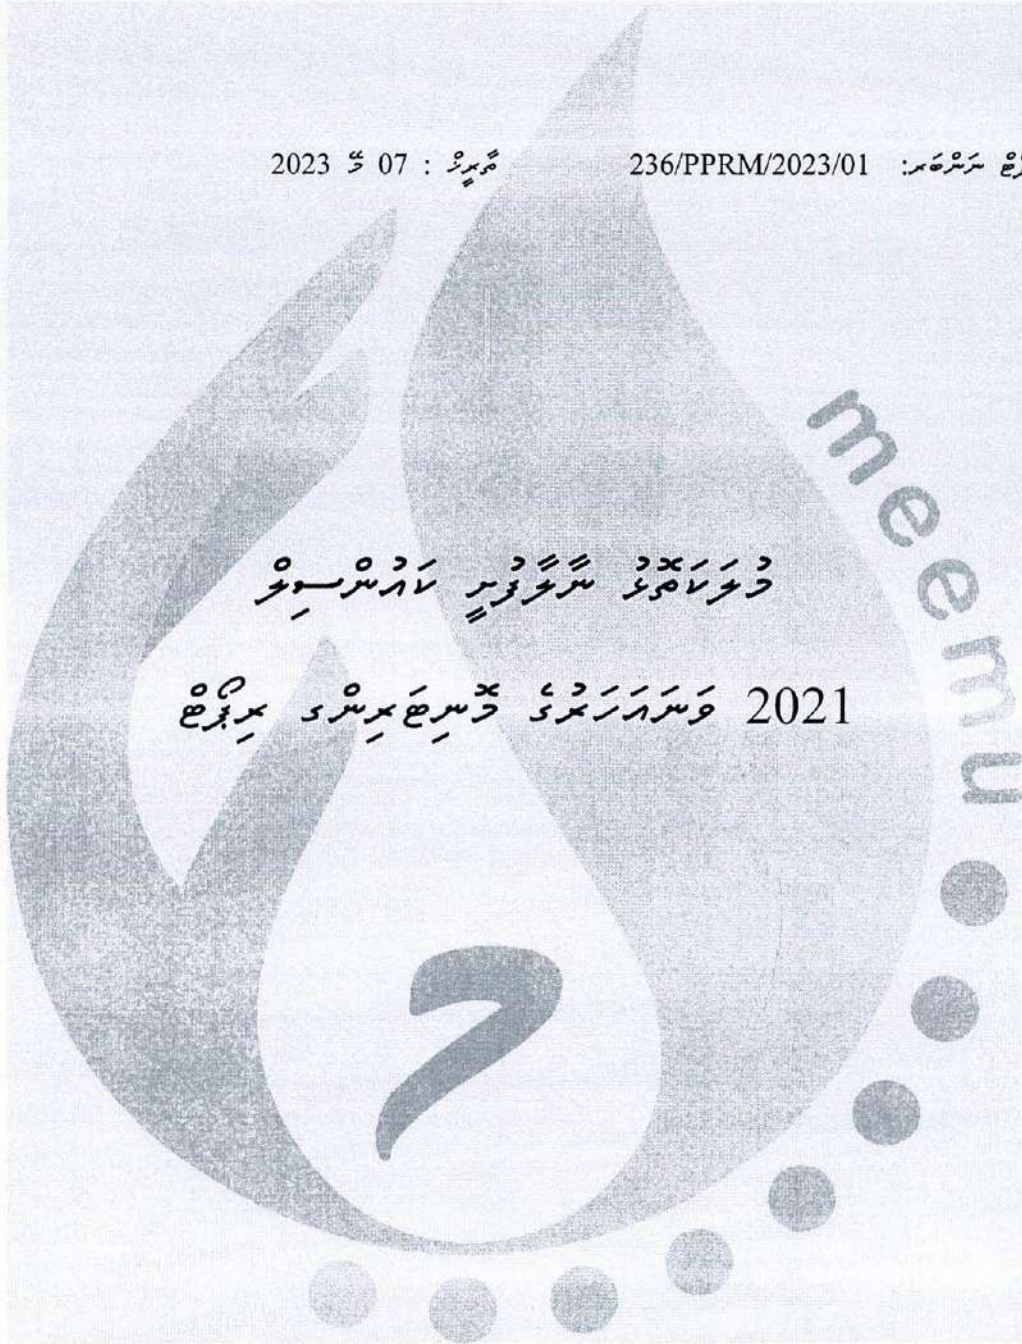 ޕޯޓް ނަންބަރ: 236/PPRM/2023/01 ތާރީޚް : 07 މޭ 2023
meemu
މުލަކަތޮޅު ނާލާފުށީ ކައުންސިލް
2021 ވަނައަހަރުގެ މޮނިޓަރިންގ ރިޕޯޓް
މ